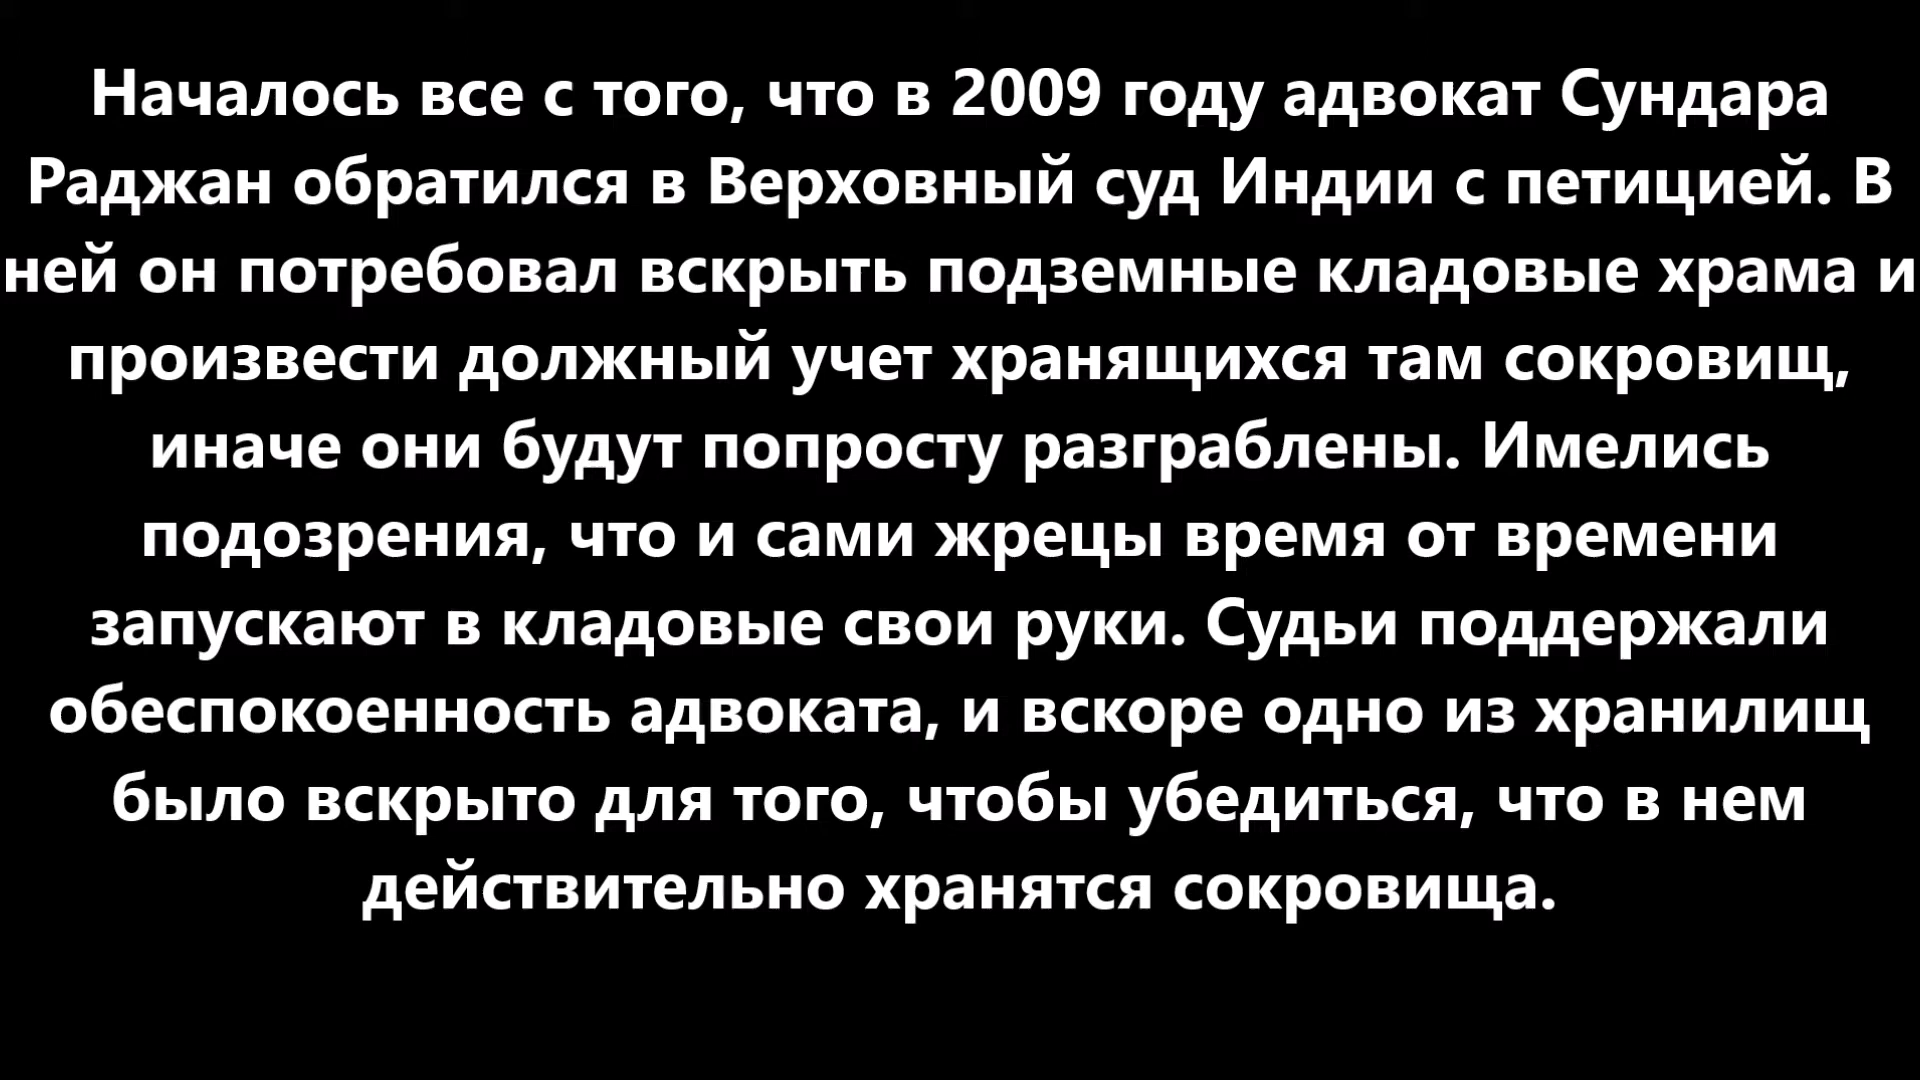 Началось все с того, что в 2009 году адвокат Сундара
Раджан обратился в Верховный суд Индии с петицией. В
ней он потребовал вскрыть подземные кладовые храма и
произвести должный учет хранящихся там сокровищ,
иначе они будут попросту разграблены. Имелись
подозрения, что и сами жрецы время от времени
запускают в кладовые свои руки. Судьи поддержали
обеспокоенность адвоката, и вскоре одно из хранилищ
было вскрыто для того, чтобы убедиться, что в нем
действительно хранятся сокровища.